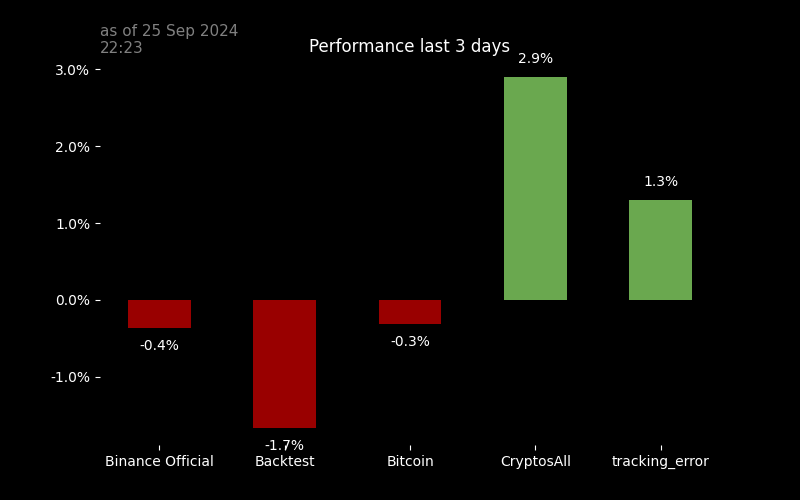 as of 25 Sep 2024
22:23
Performance last 3 days
3.0%
2.0%
1.0%
0.0%
-1.0%
-0.4%
-1.7%
-0.3%
2.9%
1.3%
Binance Official
Backtest
Bitcoin
CryptosAll
tracking_error